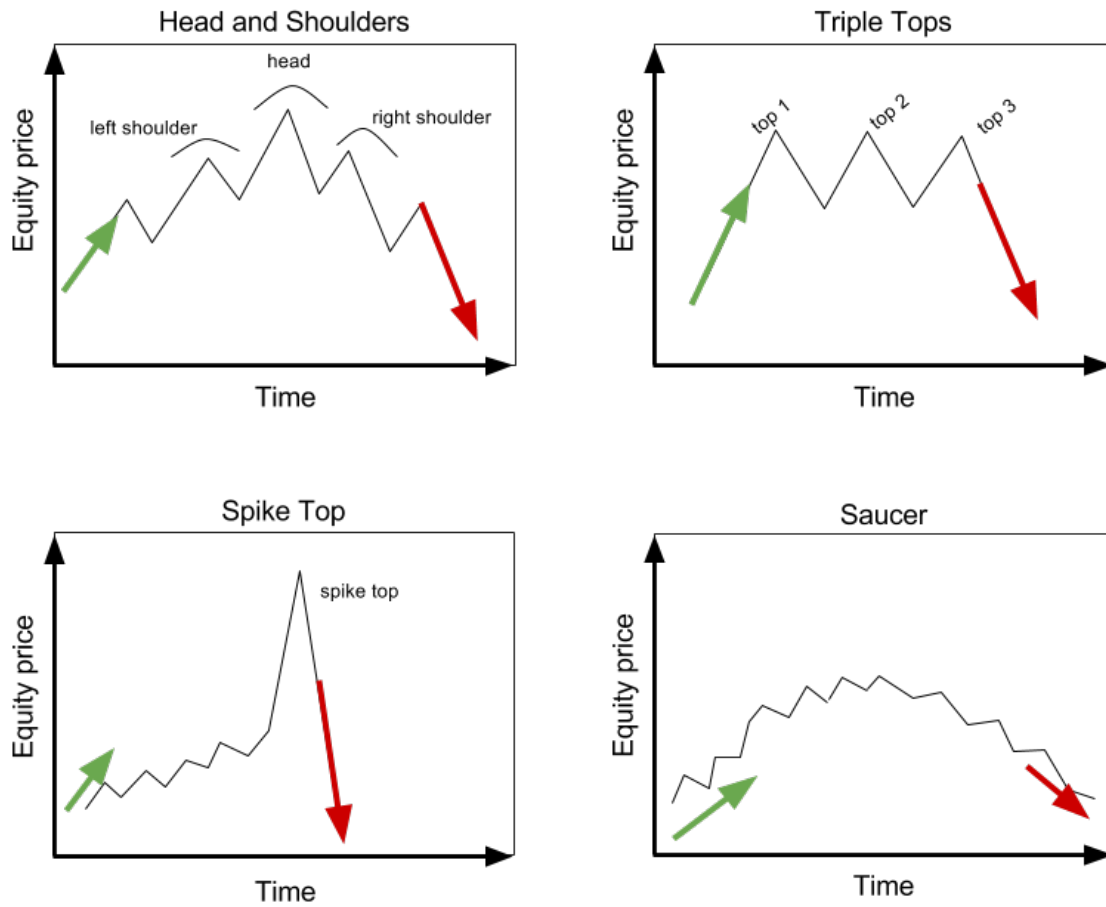 Head and Shoulders
head
left shoulder
right shoulder
Equity price
Time
Triple Tops
top 1
top 2
top 3
Equity price
Time
Spike Top
spike top
Equity price
Time
Saucer
Equity price
Time